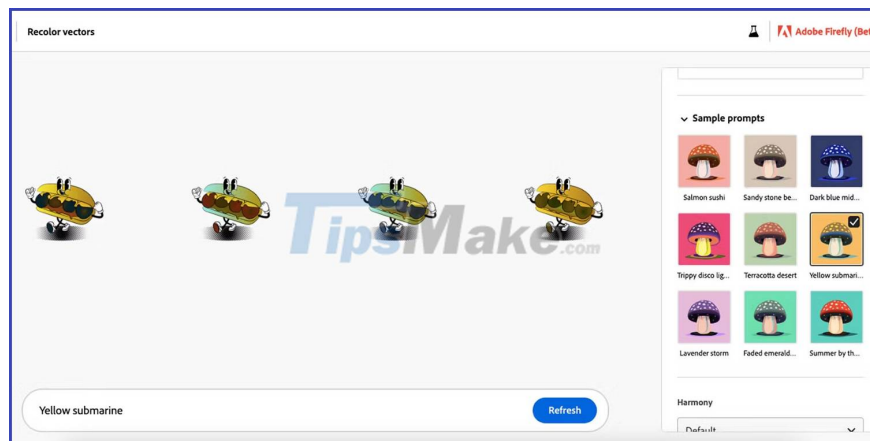 Recolor vectors
Adobe Firefly (Bet
Sample prompts
Salmon sushi
Sandy stone be...
Dark blue mid...
Trippy disco lig...
Terracotta desert
Yellow submari...
Lavender storm
Faded emerald...
Summer by th...
TipsMake.com
Yellow submarine
Refresh
Harmony
Default